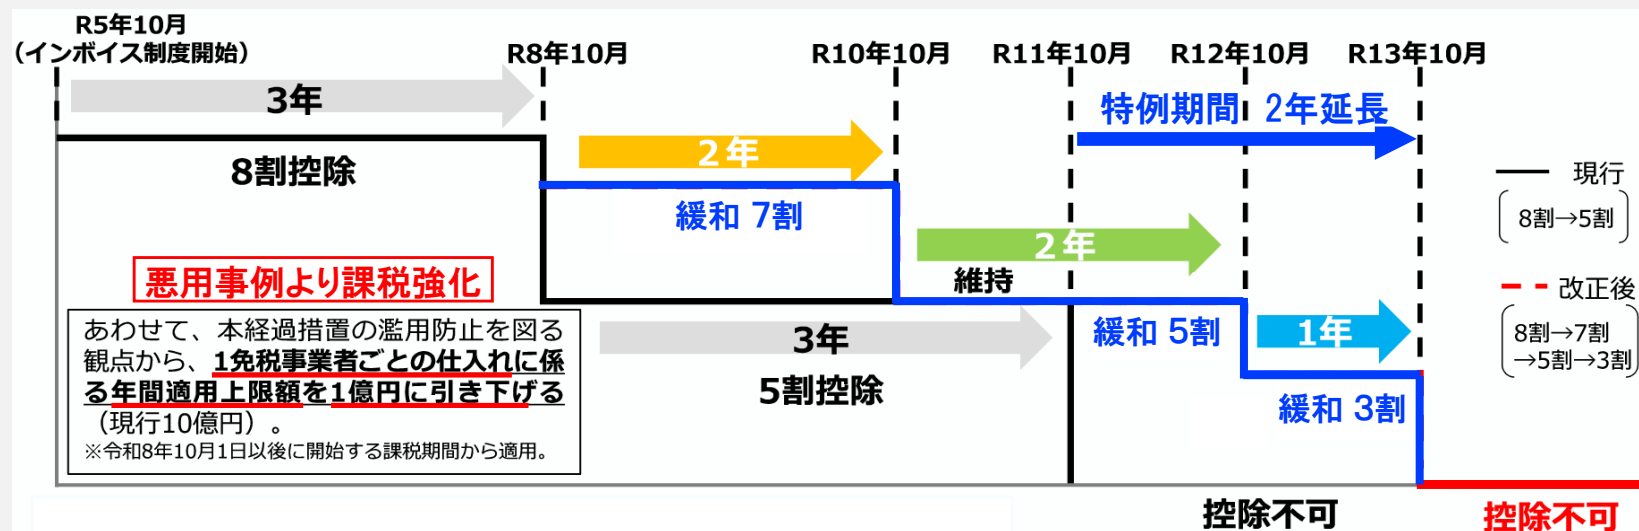 R5年10月
（インボイス制度開始）
R8年10月
R10年10月
R11年10月
R12年10月
R13年10月
3年
8割控除
2年
特例期間 2年延長
緩和 7割
現行
8割→5割
2年
維持
悪用事例より課税強化
改正後
8割→7割
→5割→3割
あわせて、本経過措置の濫用防止を図る
観点から、1免税事業者ごとの仕入れに係
る年間適用上限額を1億円に引き下げる
（現行10億円）。
※令和8年10月1日以後に開始する課税期間から適用。
3年
5割控除
緩和 5割
1年
緩和 3割
控除不可
控除不可